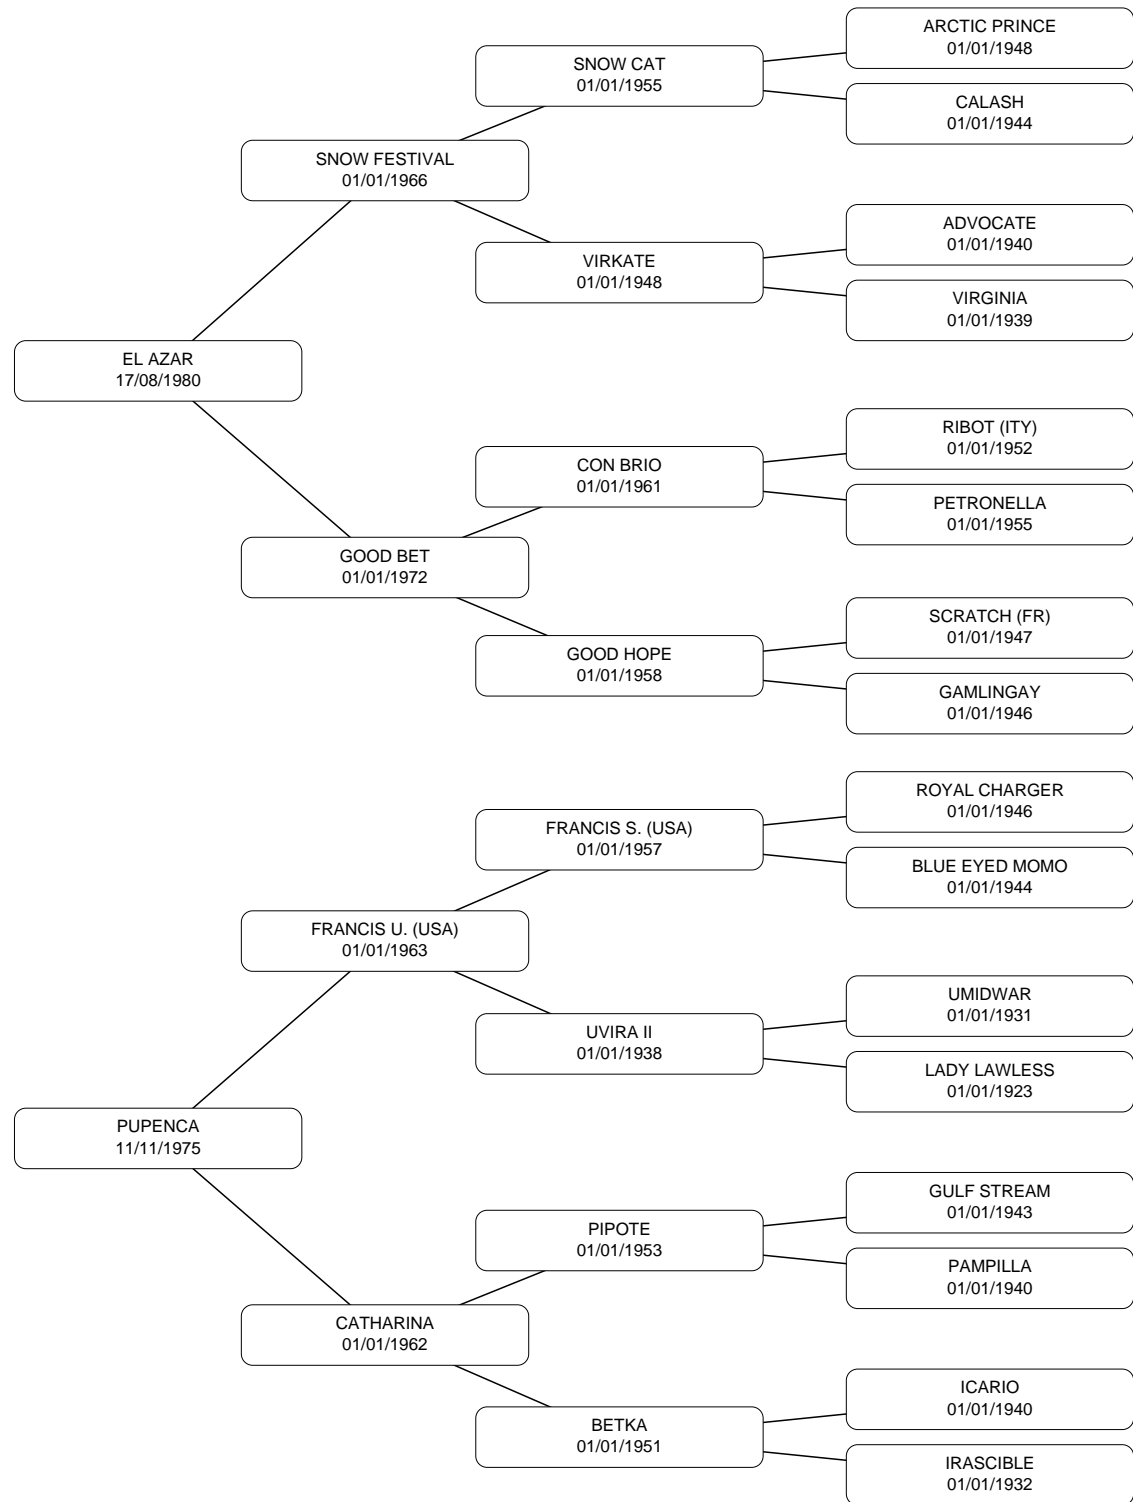 ARCTIC PRINCE
01/01/1948
SNOW CAT
01/01/1955
CALASH
01/01/1944
SNOW FESTIVAL
01/01/1966
ADVOCATE
01/01/1940
VIRKATE
01/01/1948
VIRGINIA
01/01/1939
EL AZAR
17/08/1980
RIBOT (ITY)
01/01/1952
CON BRIO
01/01/1961
PETRONELLA
01/01/1955
GOOD BET
01/01/1972
SCRATCH (FR)
01/01/1947
GOOD HOPE
01/01/1958
GAMLINGAY
01/01/1946
ROYAL CHARGER
01/01/1946
FRANCIS S. (USA)
01/01/1957
BLUE EYED MOMO
01/01/1944
FRANCIS U. (USA)
01/01/1963
UMIDWAR
01/01/1931
UVIRA II
01/01/1938
LADY LAWLESS
01/01/1923
PUPENCA
11/11/1975
GULF STREAM
01/01/1943
PIPOTE
01/01/1953
PAMPILLA
01/01/1940
CATHARINA
01/01/1962
ICARIO
01/01/1940
BETKA
01/01/1951
IRASCIBLE
01/01/1932